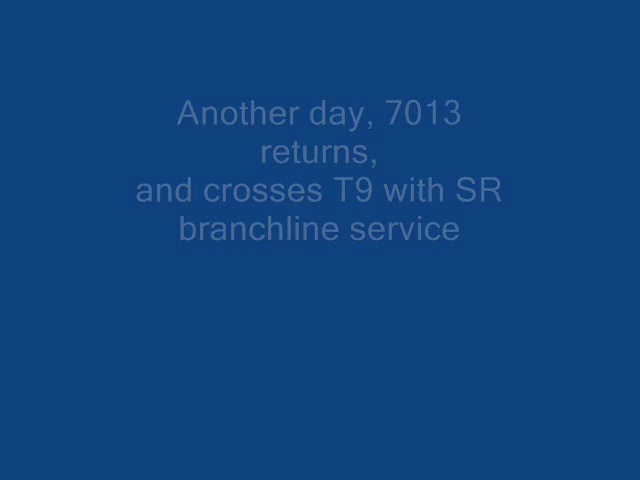 Another day, 7013
returns,
and crosses T9 with SR
branchline service